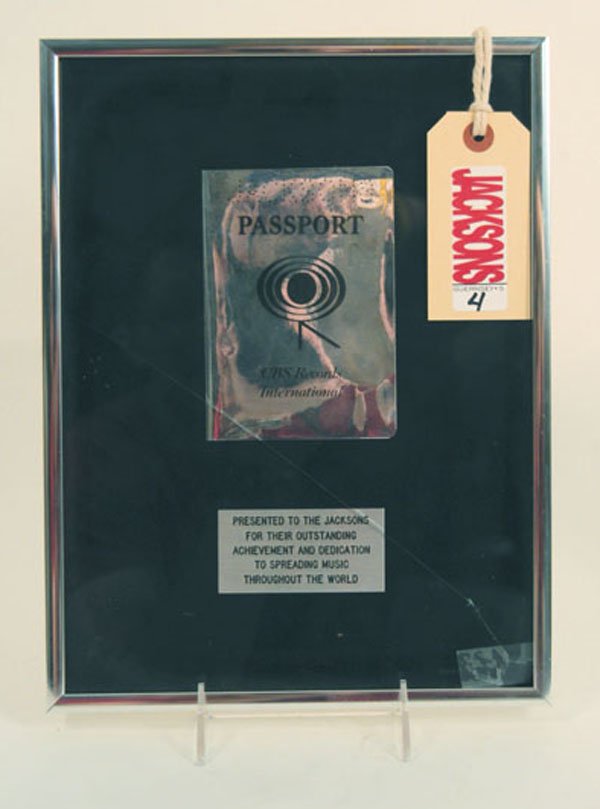 PASSPORT
CBS Records
International
PRESENTED TO THE JACKSONS
FOR THEIR OUTSTANDING
ACHIEVEMENT AND DEDICATION
TO SPREADING MUSIC
THROUGHOUT THE WORLD
JACKSONS
GUERNSEY'S
4